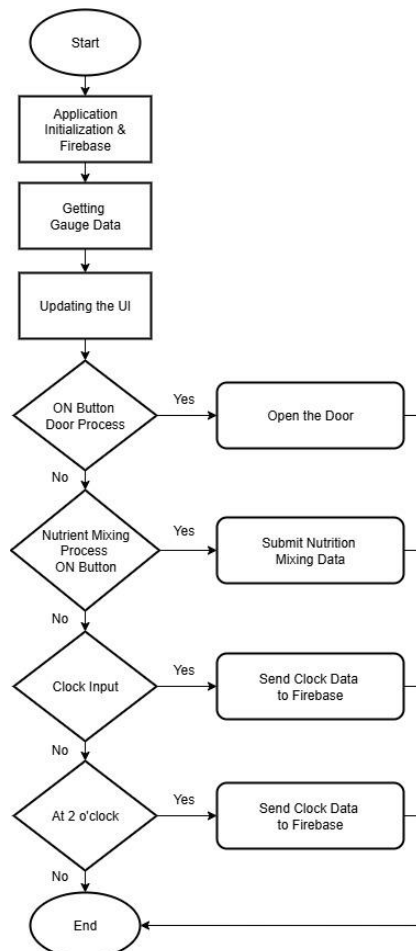 Start
Application
Initialization &
Firebase
Getting
Gauge Data
Updating the UI
ON Button
Door Process
Yes
Open the Door
No
Nutrient Mixing
Process
ON Button
Yes
Submit Nutrition
Mixing Data
No
Clock Input
Yes
Send Clock Data
to Firebase
No
At 2 o'clock
Yes
Send Clock Data
to Firebase
No
End